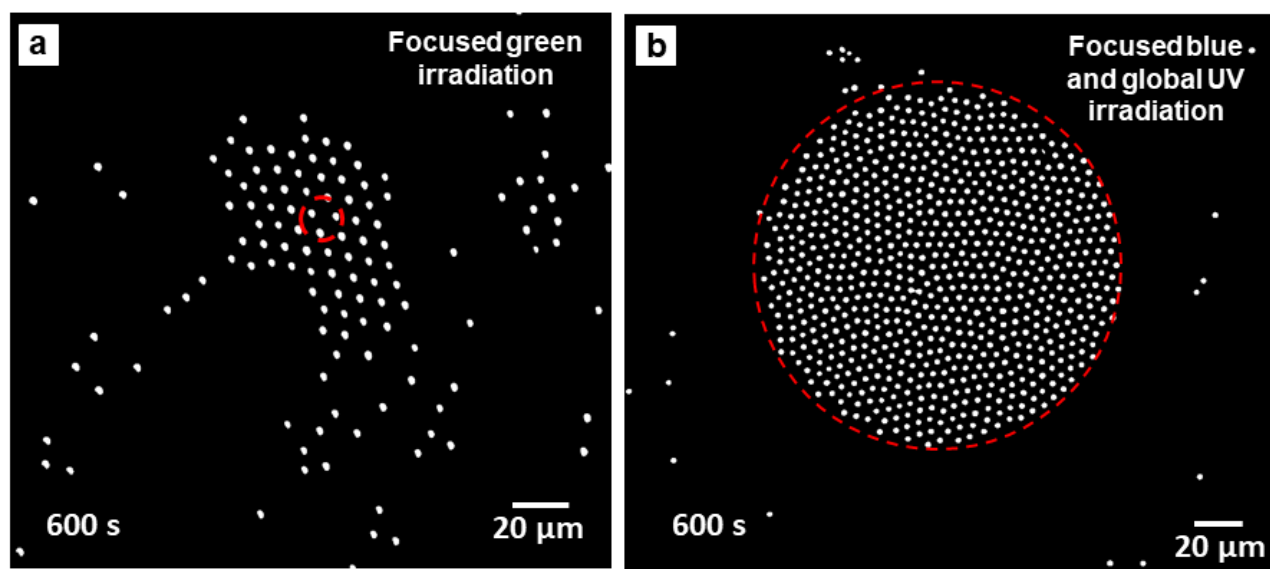 a
Focused green
irradiation
600 s
20 µm
b
Focused blue
and global UV
irradiation
600 s
20 µm